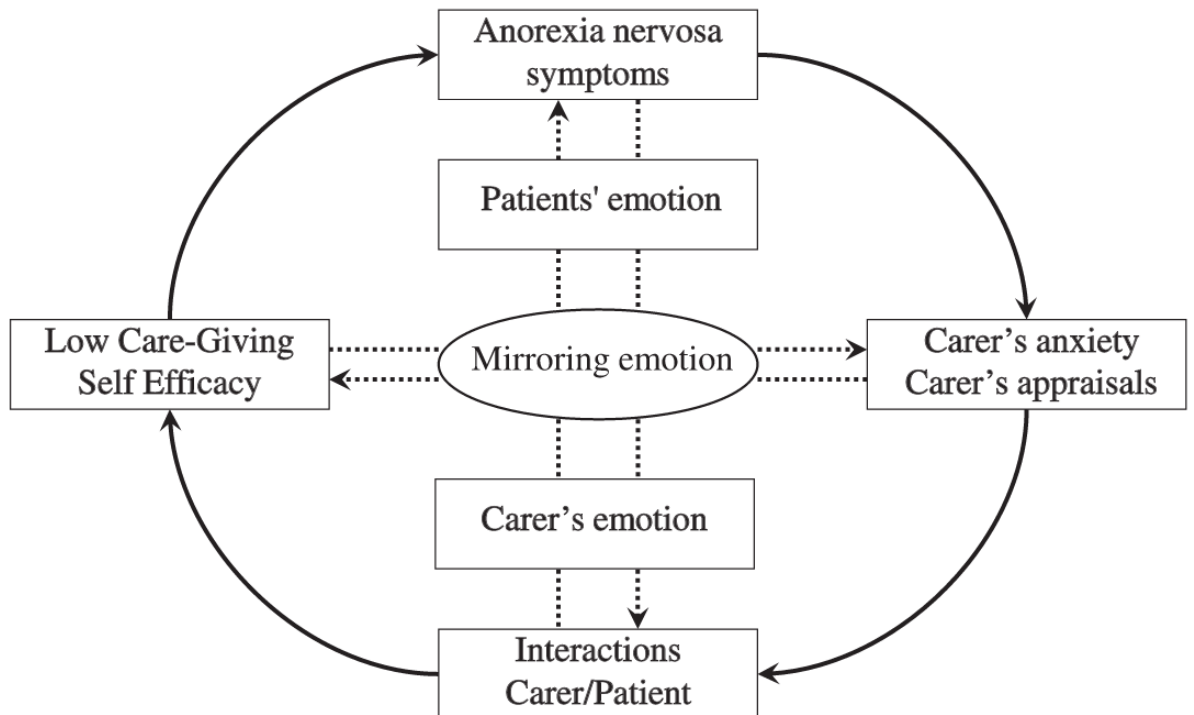 Anorexia nervosa
symptoms
Patients' emotion
Low Care-Giving
Self Efficacy
Mirroring emotion
Carer’s anxiety
Carer’s appraisals
Carer’s emotion
Interactions
Carer/Patient